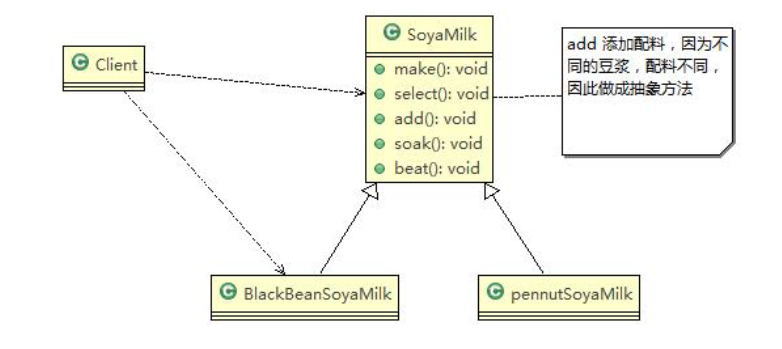 Client
SoyaMilk
make(): void
select(): void
add(): void
soak(): void
beat(): void
add 添加配料，因为不
同的豆浆，配料不同，
因此做成抽象方法
BlackBeanSoyaMilk
pennutSoyaMilk